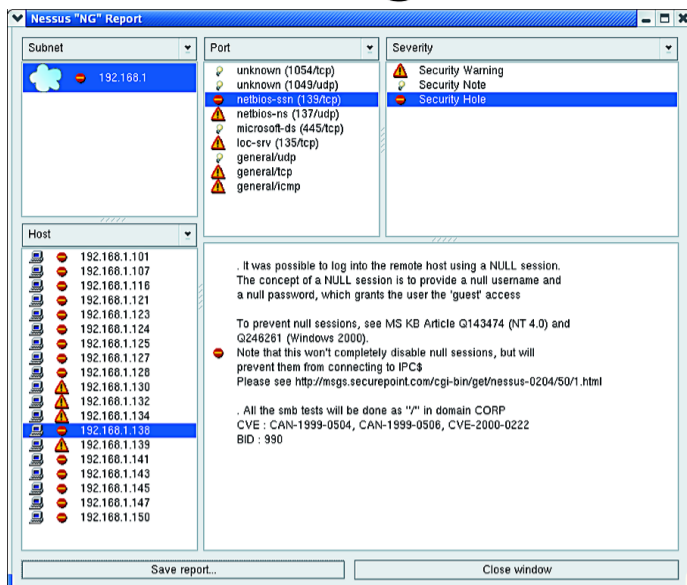 Nessus "NG" Report
Subnet
192.168.1
Port
unknown (1054/tcp)
unknown (1049/udp)
netbios-ssn (139/tcp)
netbios-ns (137/udp)
microsoft-ds (445/tcp)
loc-srv (135/tcp)
general/udp
general/tcp
general/icmp
Severity
Security Warning
Security Note
Security Hole
Host
192.168.1.101
192.168.1.107
192.168.1.116
192.168.1.121
192.168.1.123
192.168.1.124
192.168.1.125
192.168.1.127
192.168.1.128
192.168.1.130
192.168.1.132
192.168.1.134
192.168.1.138
192.168.1.139
192.168.1.141
192.168.1.143
192.168.1.145
192.168.1.147
192.168.1.150
. It was possible to log into the remote host using a NULL session.
The concept of a NULL session is to provide a null username and
a null password, which grants the user the 'guest' access
To prevent null sessions, see MS KB Article Q143474 (NT 4.0) and
Q246261 (Windows 2000).
Note that this won't completely disable null sessions, but will
prevent them from connecting to IPC$
Please see http://msgs.securepoint.com/cgi-bin/get/nessus-0204/50/1.html
. All the smb tests will be done as ''/'' in domain CORP
CVE : CAN-1999-0504, CAN-1999-0506, CVE-2000-0222
BID : 990
Save report...
Close window